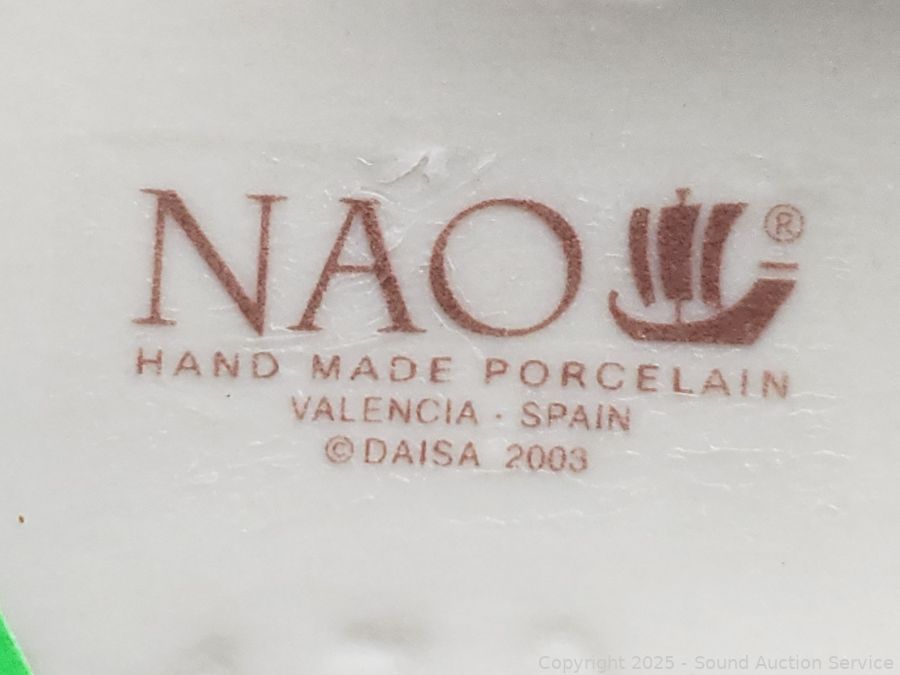 NAO ®
HAND MADE PORCELAIN
VALENCIA · SPAIN
© DAISA 2003
Copyright 2025 - Sound Auction Service